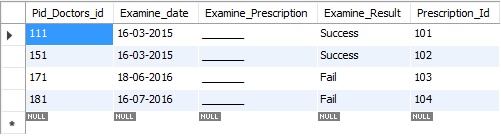 Pid_Doctors_id Examine_date Examine_Prescription Examine_Result Prescription_Id
111 16-03-2015 _______ Success 101
151 16-03-2015 _______ Success 102
171 18-06-2016 _______ Fail 103
181 16-07-2016 _______ Fail 104
NULL NULL NULL NULL NULL